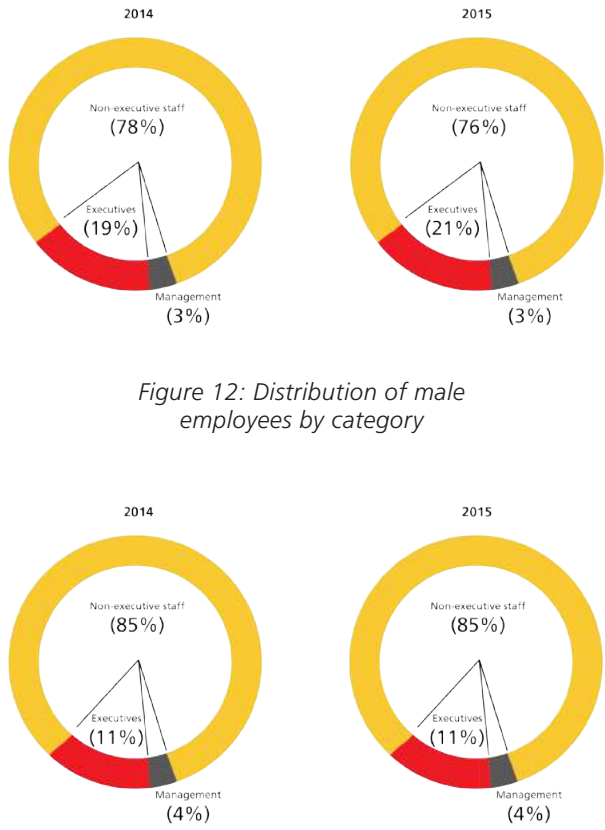 2014
2015
Non-executive staff
(78%)
Non-executive staff
(76%)
Executives
(19%)
Executives
(21%)
Management
(3%)
Management
(3%)
Figure 12: Distribution of male
employees by category
2014
2015
Non-executive staff
(85%)
Non-executive staff
(85%)
Executives
(11%)
Executives
(11%)
Management
(4%)
Management
(4%)